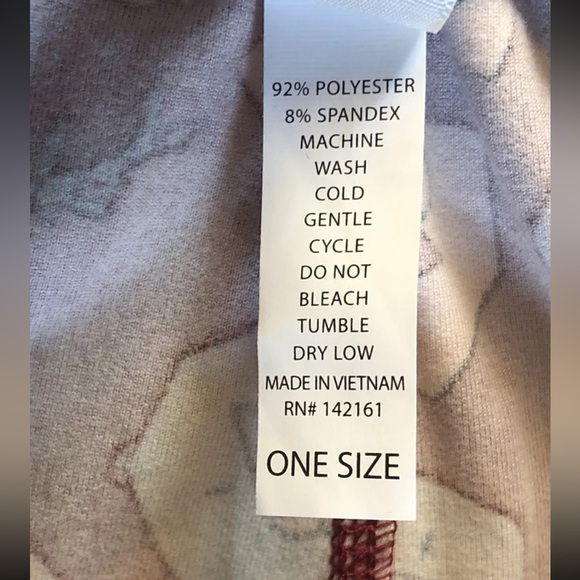 92% POLYESTER
8% SPANDEX
MACHINE
WASH
COLD
GENTLE
CYCLE
DO NOT
BLEACH
TUMBLE
DRY LOW
MADE IN VIETNAM
RN# 142161
ONE SIZE